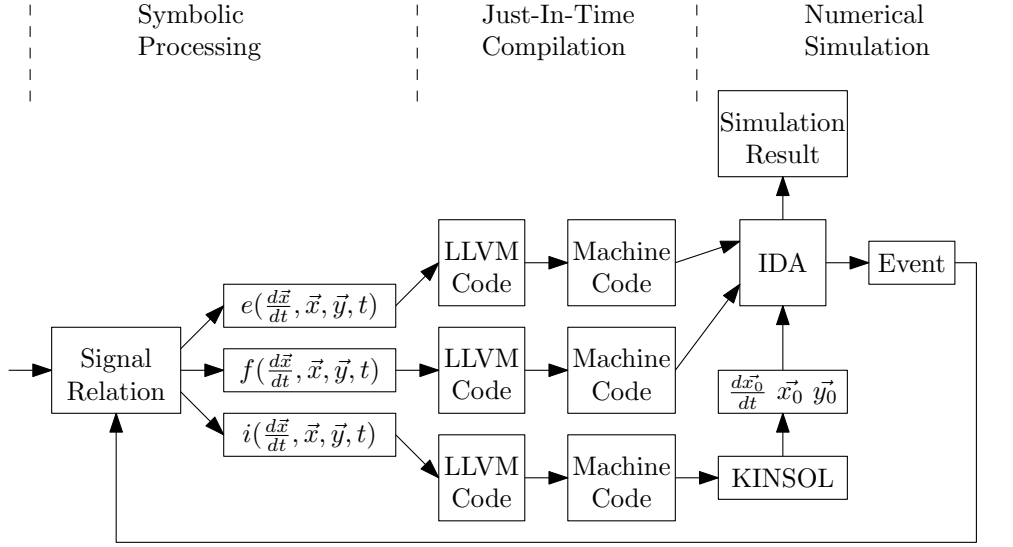 Symbolic
Processing
Just-In-Time
Compilation
Numerical
Simulation
Simulation
Result
LLVM
Code
Machine
Code
IDA
Event
e(dx⃗/dt, x⃗, y⃗, t)
Signal
Relation
f(dx⃗/dt, x⃗, y⃗, t)
LLVM
Code
Machine
Code
dx⃗₀/dt x⃗₀ y⃗₀
i(dx⃗/dt, x⃗, y⃗, t)
LLVM
Code
Machine
Code
KINSOL